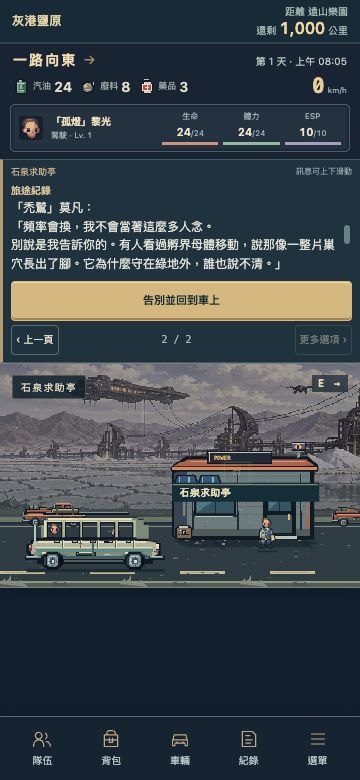 灰港鹽原
距離 遠山樂園
還剩 1,000 公里
一路向東 →
第 1 天 · 上午 08:05
汽油 24 廢料 8 藥品 3
0 km/h
「孤燈」黎光
駕駛 · Lv. 1
生命
24/24
體力
24/24
ESP
10/10
石泉求助亭
訊息可上下滑動
旅途紀錄
「禿鷲」莫凡：
「頻率會換，我不會當著這麼多人念。
別說是我告訴你的。有人看過孵界母體移動，說那像一整片巢
穴長出了腳。它為什麼守在綠地外，誰也說不清。」
告別並回到車上
‹ 上一頁
2 / 2
更多選項 ›
石泉求助亭
E →
POWER
石泉求助亭
隊伍
背包
車輛
紀錄
選單